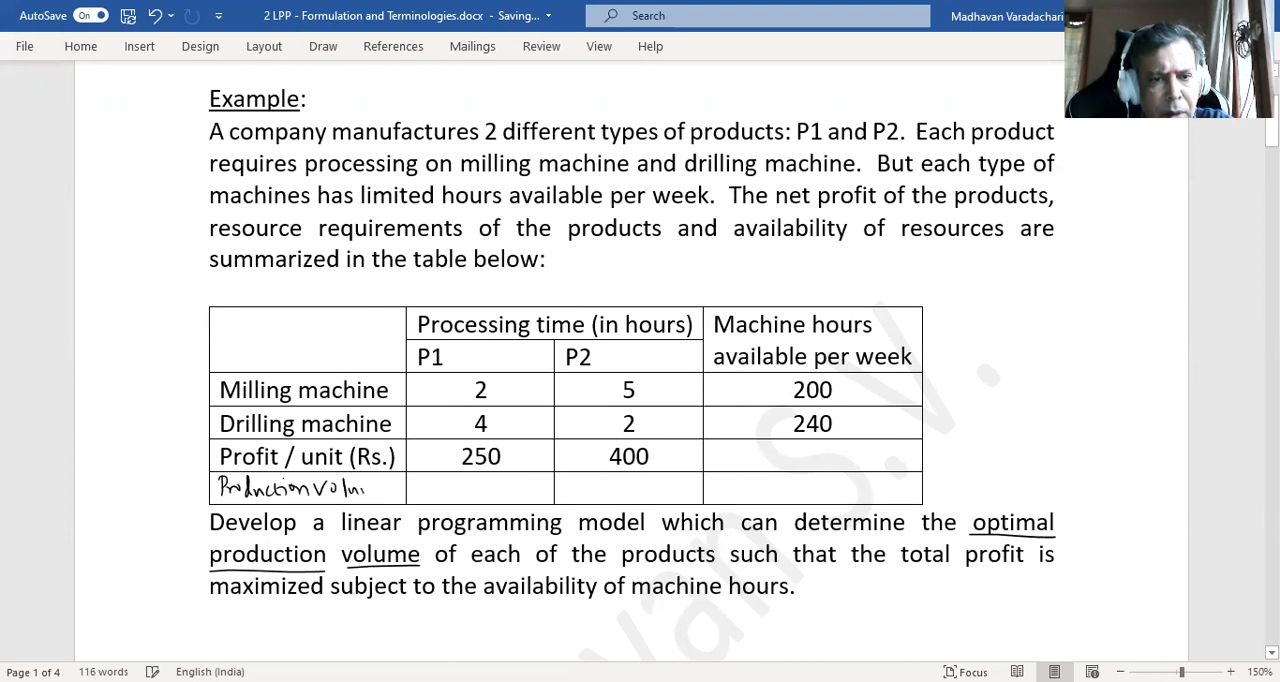 AutoSave On 2 LPP - Formulation and Terminologies.docx - Saving... Search Madhavan Varadachari
File Home Insert Design Layout Draw References Mailings Review View Help
Example:
A company manufactures 2 different types of products: P1 and P2. Each product
requires processing on milling machine and drilling machine. But each type of
machines has limited hours available per week. The net profit of the products,
resource requirements of the products and availability of resources are
summarized in the table below:
Processing time (in hours) Machine hours
P1 P2 available per week
Milling machine 2 5 200
Drilling machine 4 2 240
Profit / unit (Rs.) 250 400
Production Volu
Develop a linear programming model which can determine the optimal
production volume of each of the products such that the total profit is
maximized subject to the availability of machine hours.
van S.V.
Page 1 of 4 116 words English (India) Focus 150%